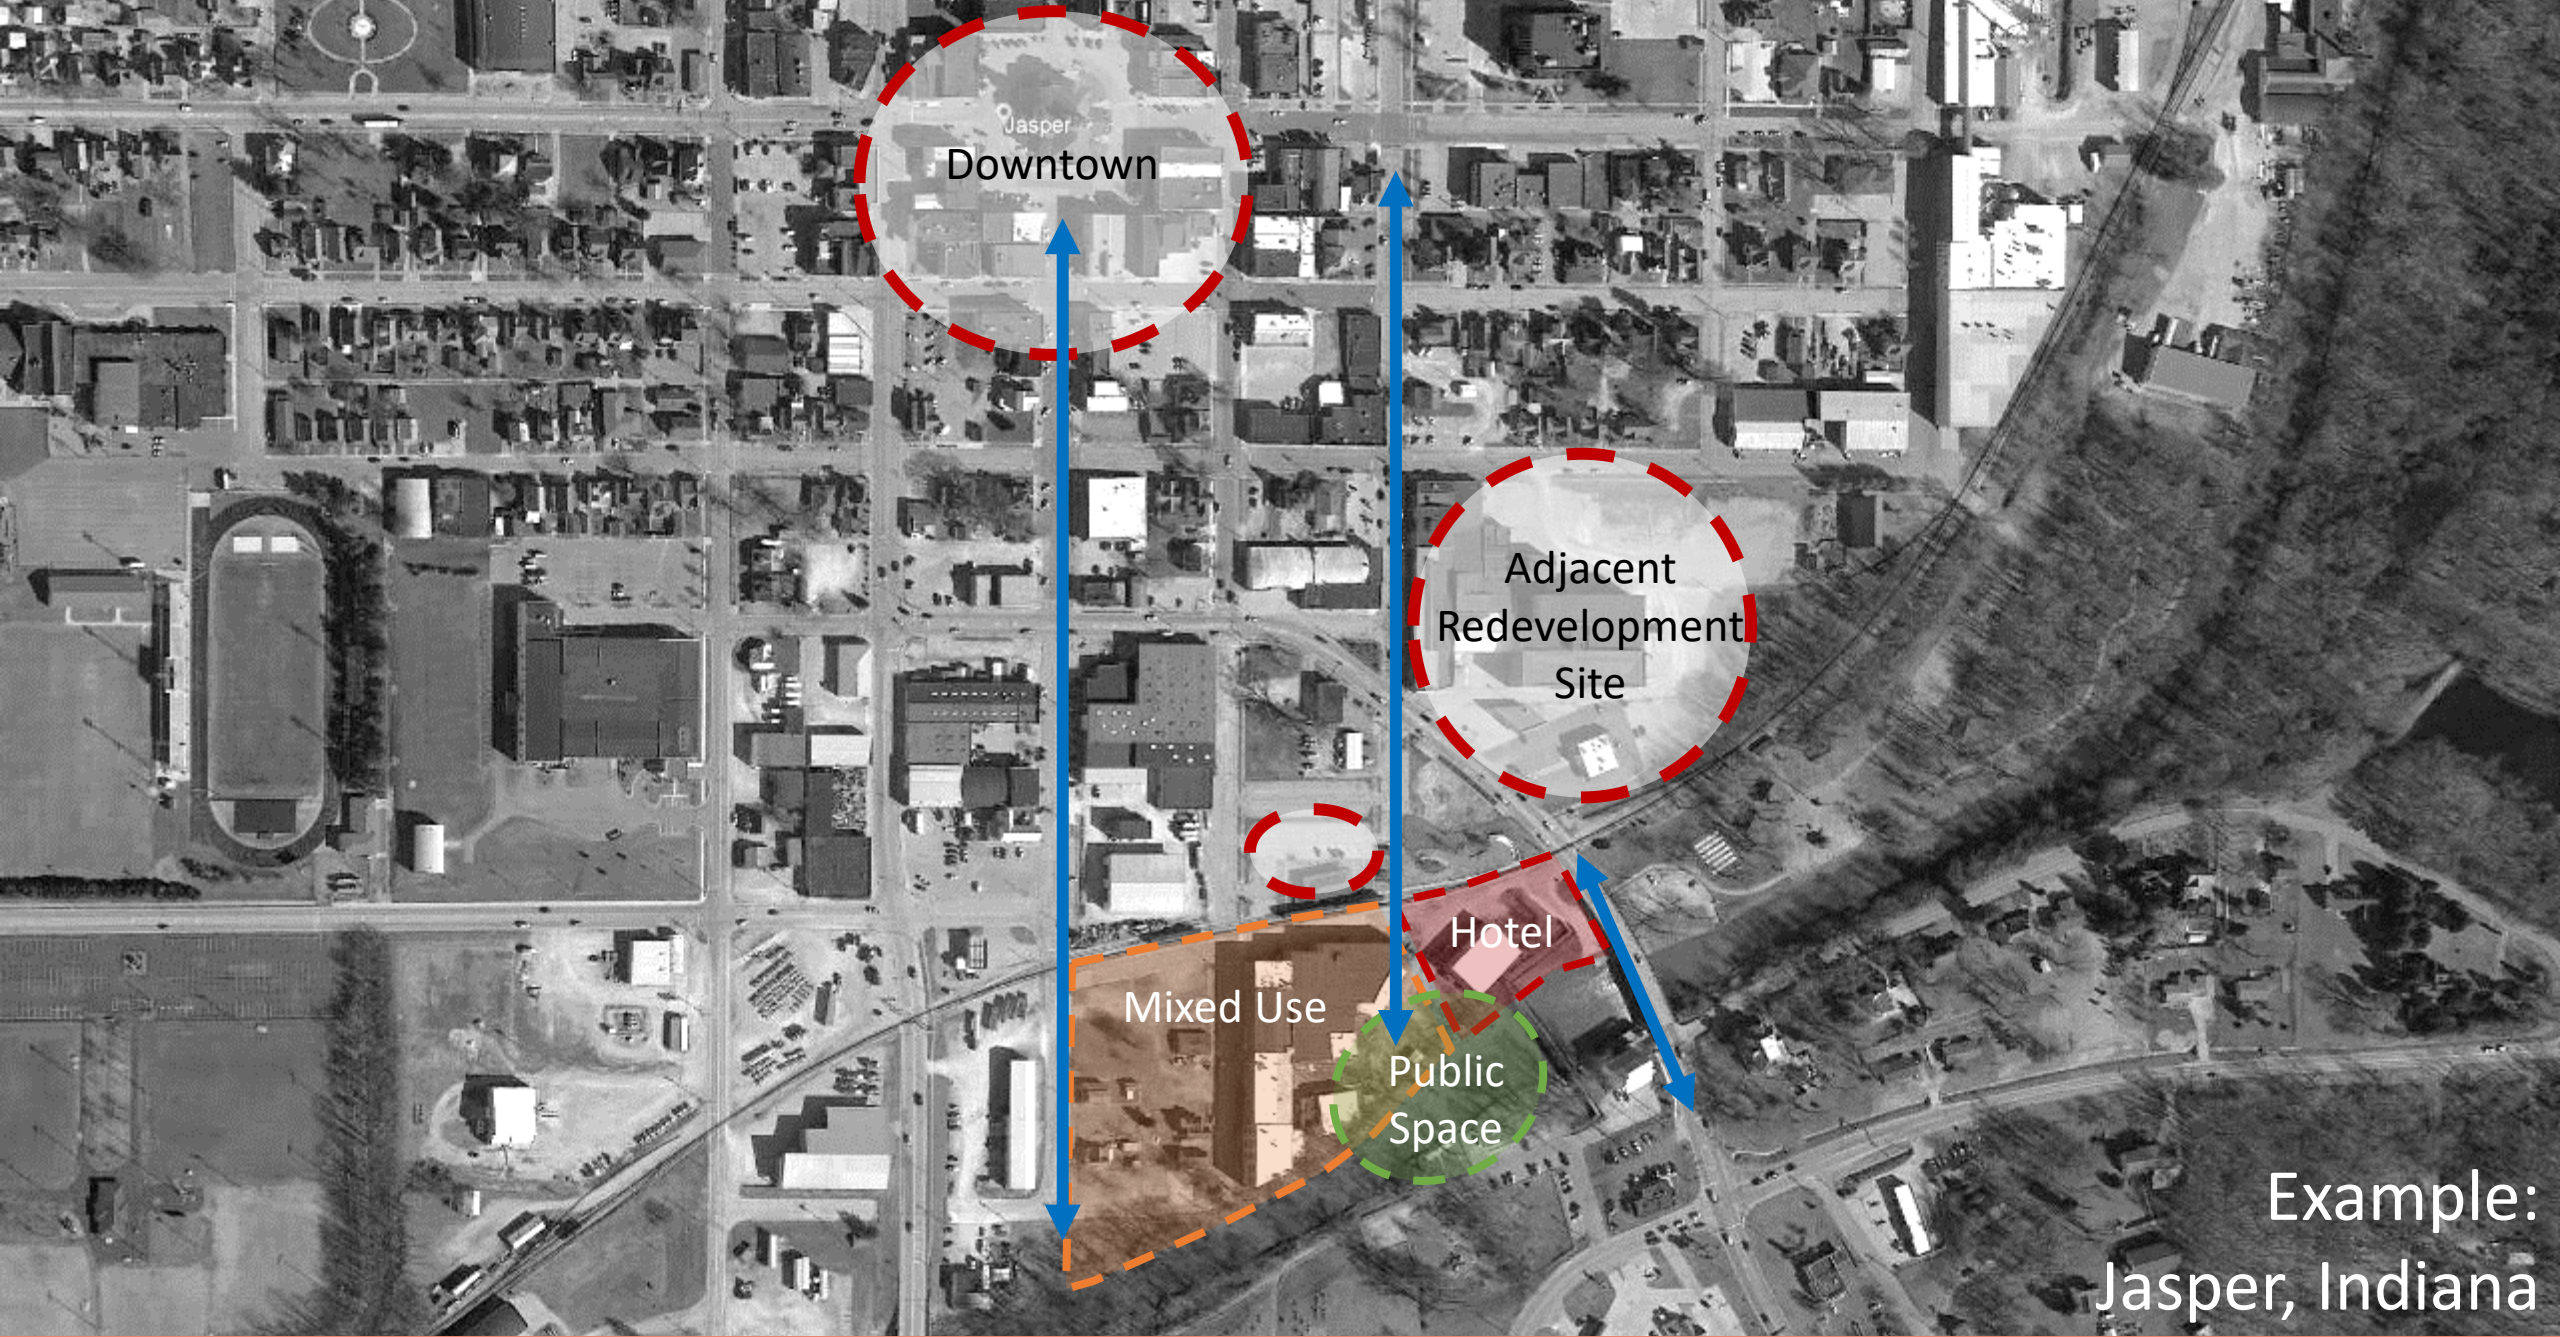 Jasper
Downtown
Adjacent
Redevelopment
Site
Hotel
Mixed Use
Public
Space
Example:
Jasper, Indiana